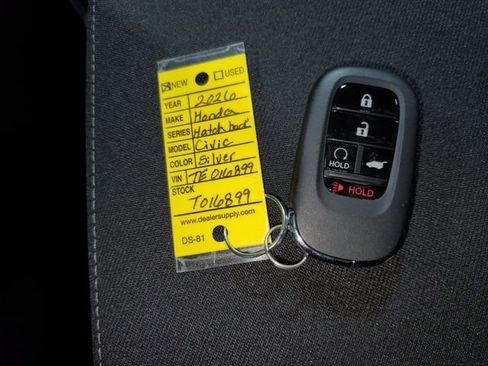 NEW USED
YEAR 2026
MAKE Honda
SERIES Hatchback
MODEL Civic
COLOR Silver
VIN TE016899
STOCK
T016899
www.dealersupply.com
DS-81
HOLD
HOLD